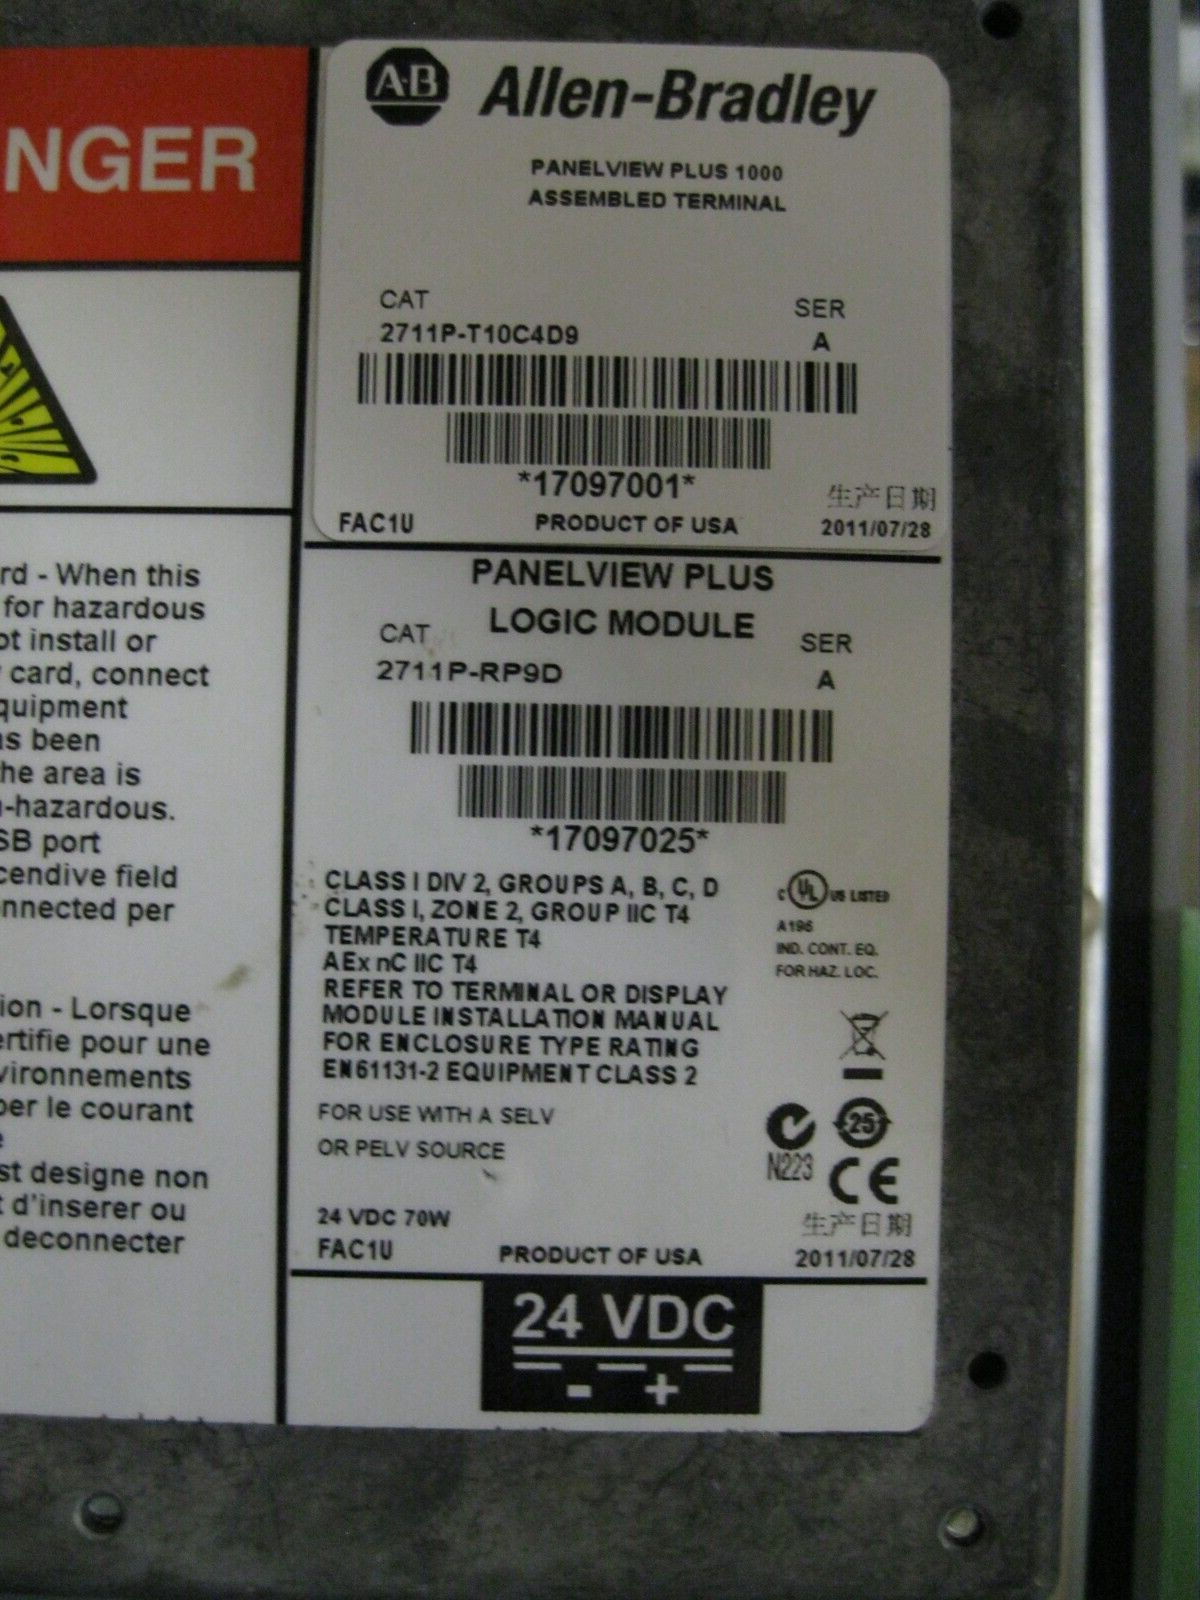 NGER
rd - When this
for hazardous
ot install or
card, connect
quipment
as been
he area is
-hazardous.
SB port
cendive field
nnected per
ion - Lorsque
ertifie pour une
vironnements
per le courant
e
st designe non
t d'inserer ou
deconnecter
A-B Allen-Bradley
PANELVIEW PLUS 1000
ASSEMBLED TERMINAL
CAT SER
2711P-T10C4D9 A
*17097001*
生产日期
FAC1U PRODUCT OF USA 2011/07/28
PANELVIEW PLUS
LOGIC MODULE
CAT SER
2711P-RP9D A
*17097025*
CLASS I DIV 2, GROUPS A, B, C, D
CLASS I, ZONE 2, GROUP IIC T4
TEMPERATURE T4
AEx nC IIC T4
REFER TO TERMINAL OR DISPLAY
MODULE INSTALLATION MANUAL
FOR ENCLOSURE TYPE RATING
EN61131-2 EQUIPMENT CLASS 2
C UL US LISTED
A196
IND. CONT. EQ.
FOR HAZ. LOC.
FOR USE WITH A SELV
OR PELV SOURCE
25
N223
CE
24 VDC 70W
生产日期
FAC1U PRODUCT OF USA 2011/07/28
24 VDC
- +